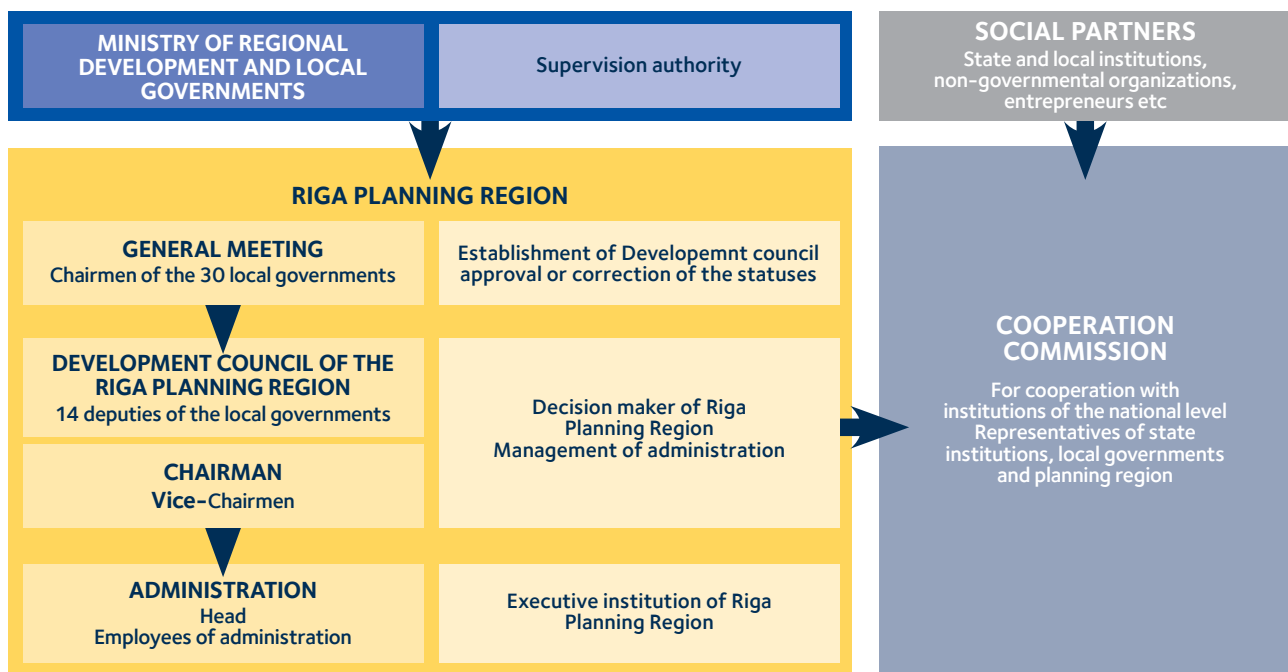 MINISTRY OF REGIONAL
DEVELOPMENT AND LOCAL
GOVERNMENTS
Supervision authority
SOCIAL PARTNERS
State and local institutions,
non-governmental organizations,
entrepreneurs etc
RIGA PLANNING REGION
GENERAL MEETING
Chairmen of the 30 local governments
Establishment of Developemnt council
approval or correction of the statuses
DEVELOPMENT COUNCIL OF THE
RIGA PLANNING REGION
14 deputies of the local governments
CHAIRMAN
Vice-Chairmen
Decision maker of Riga
Planning Region
Management of administration
ADMINISTRATION
Head
Employees of administration
Executive institution of Riga
Planning Region
COOPERATION
COMMISSION
For cooperation with
institutions of the national level
Representatives of state
institutions, local governments
and planning region